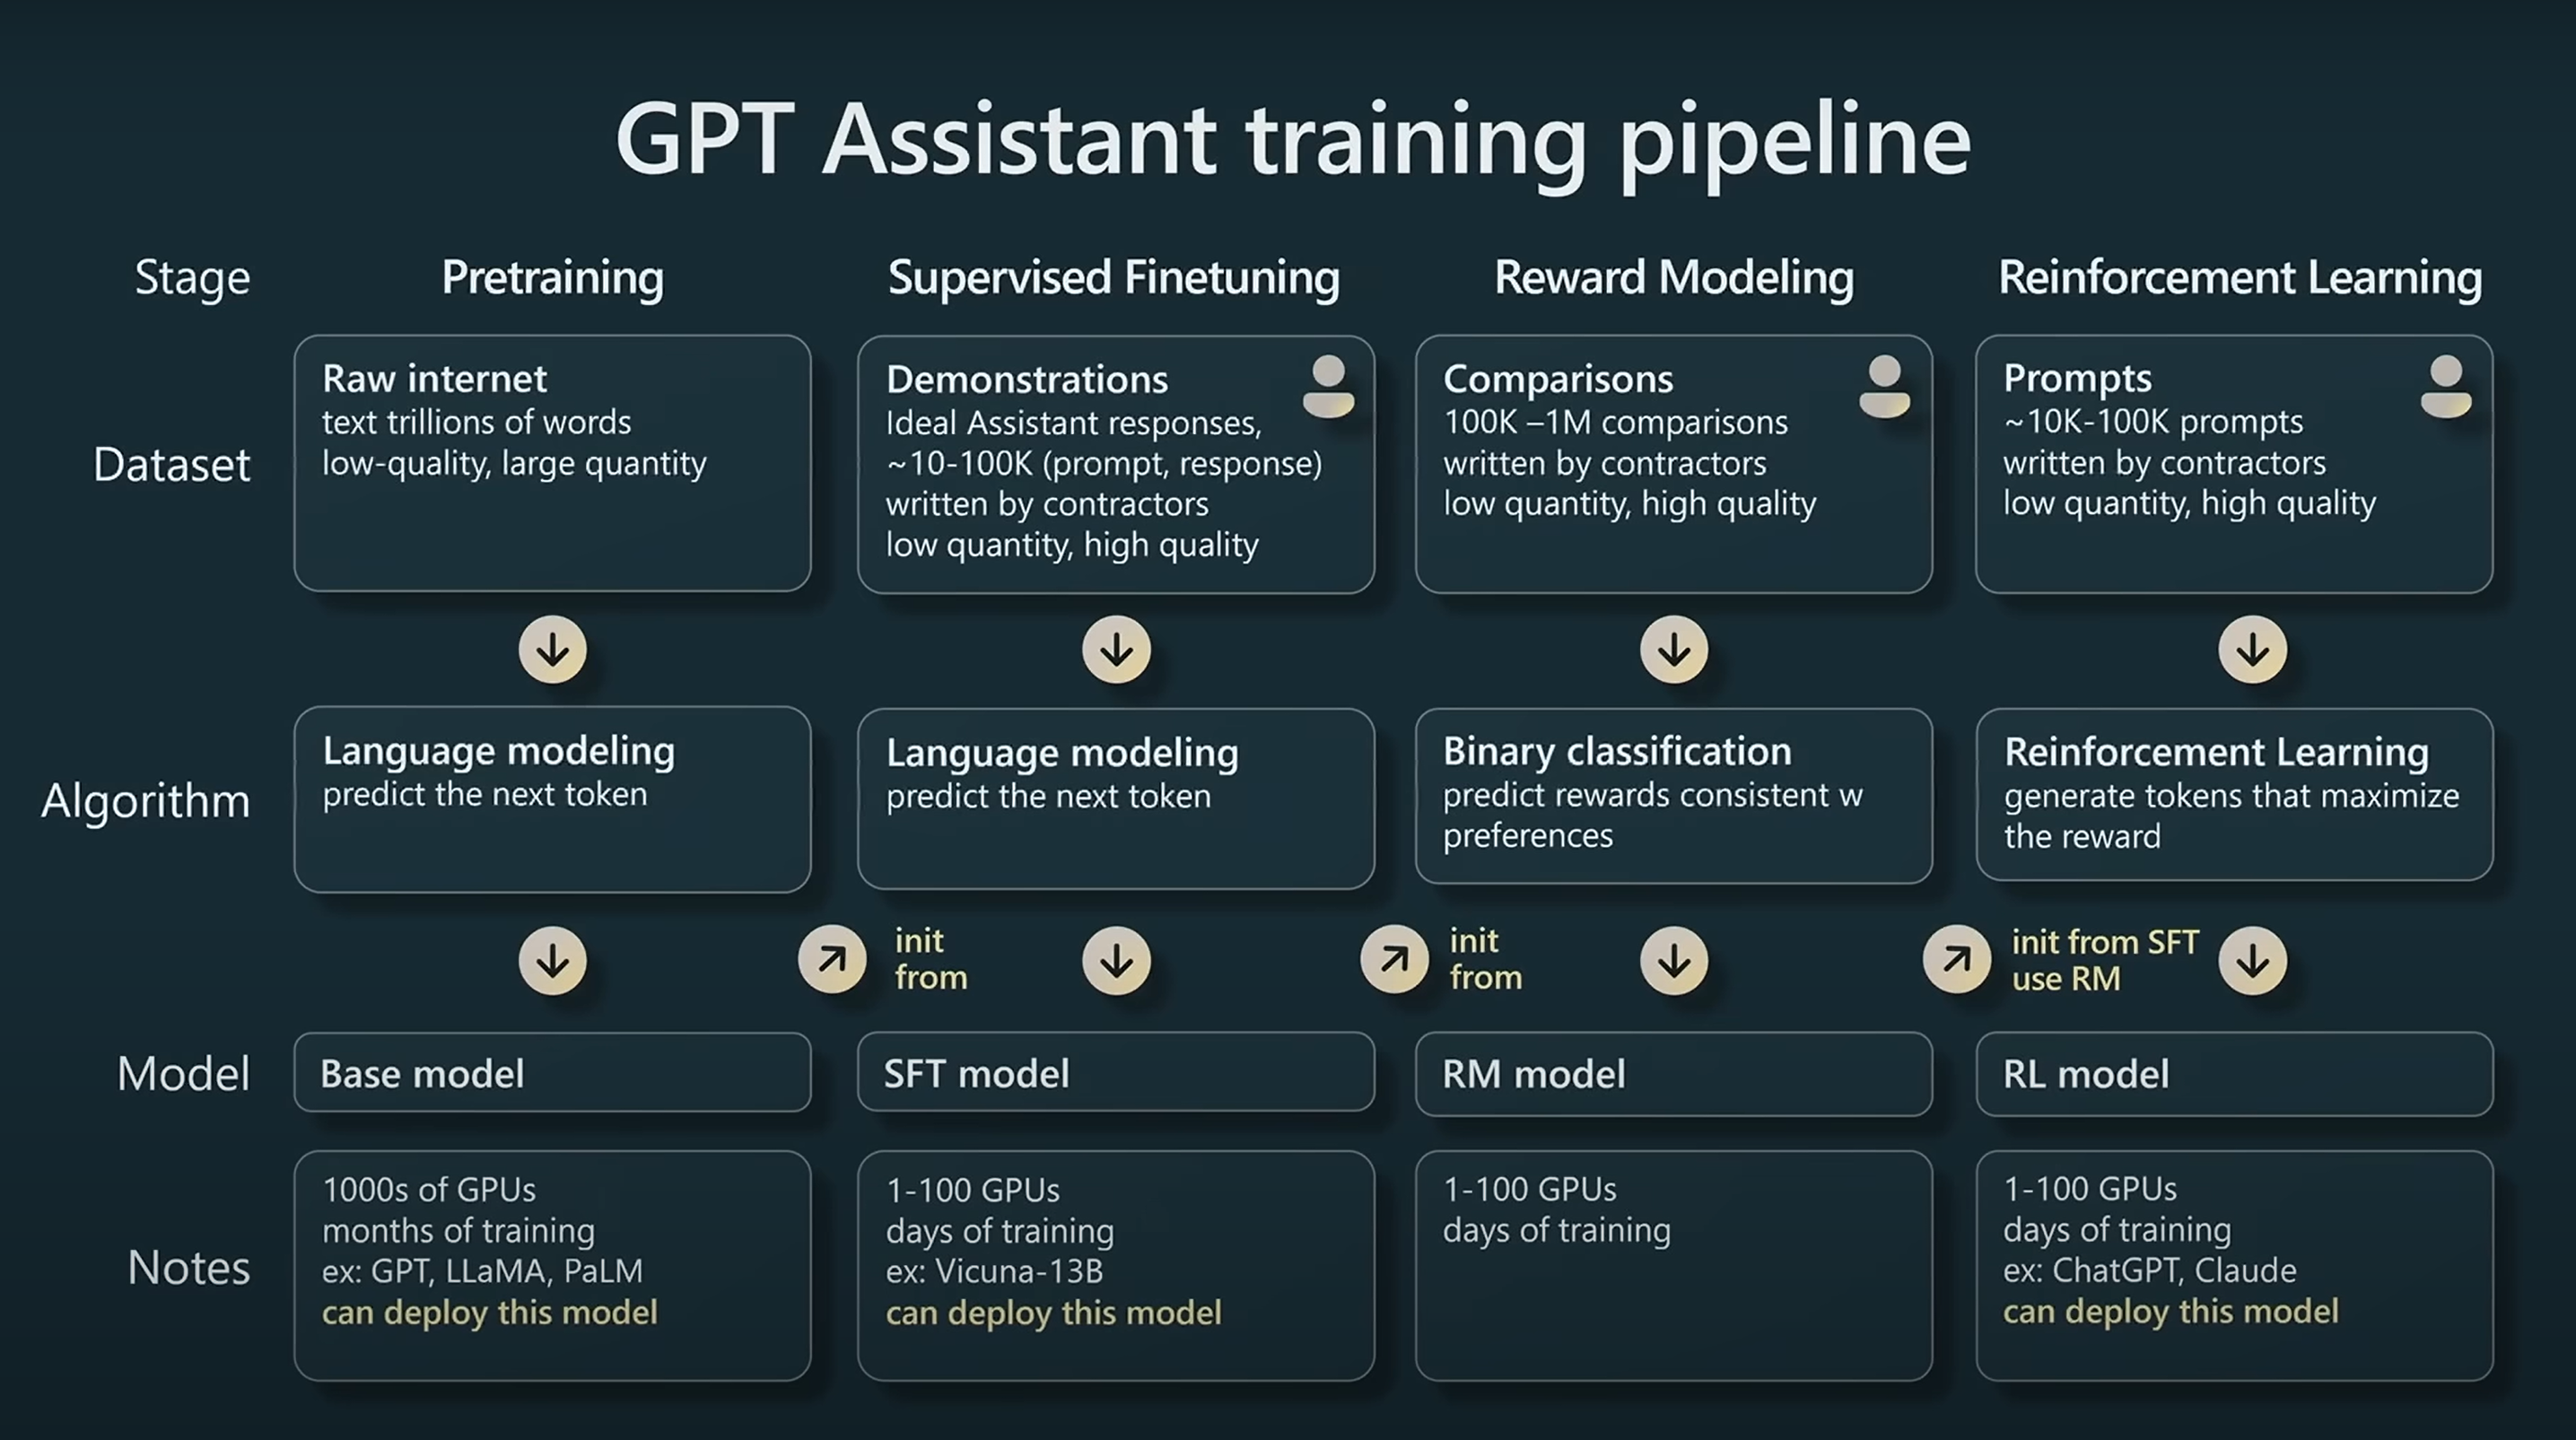 GPT Assistant training pipeline
Stage
Pretraining
Supervised Finetuning
Reward Modeling
Reinforcement Learning
Dataset
Raw internet
text trillions of words
low-quality, large quantity
Demonstrations
Ideal Assistant responses,
~10-100K (prompt, response)
written by contractors
low quantity, high quality
Comparisons
100K –1M comparisons
written by contractors
low quantity, high quality
Prompts
~10K-100K prompts
written by contractors
low quantity, high quality
Algorithm
Language modeling
predict the next token
Language modeling
predict the next token
Binary classification
predict rewards consistent w
preferences
Reinforcement Learning
generate tokens that maximize
the reward
init
from
init
from
init from SFT
use RM
Model
Base model
SFT model
RM model
RL model
Notes
1000s of GPUs
months of training
ex: GPT, LLaMA, PaLM
can deploy this model
1-100 GPUs
days of training
ex: Vicuna-13B
can deploy this model
1-100 GPUs
days of training
1-100 GPUs
days of training
ex: ChatGPT, Claude
can deploy this model